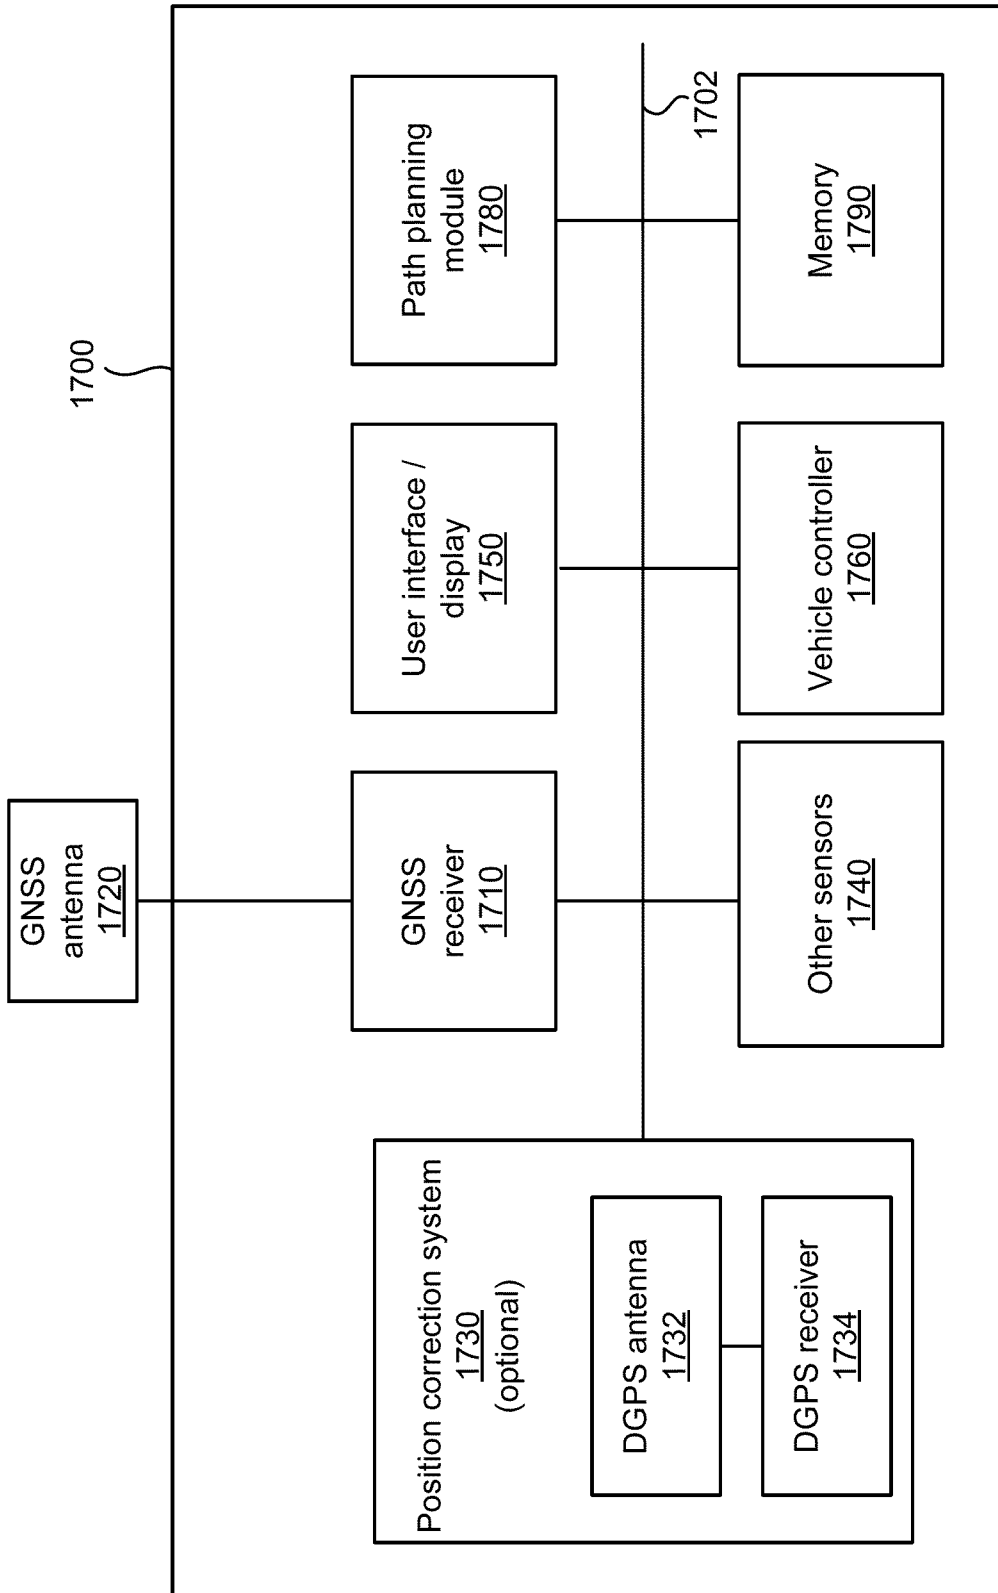 GNSS
antenna
1720
1700
Position correction system
1730
(optional)
DGPS antenna
1732
DGPS receiver
1734
GNSS
receiver
1710
User interface /
display
1750
Path planning
module
1780
1702
Other sensors
1740
Vehicle controller
1760
Memory
1790